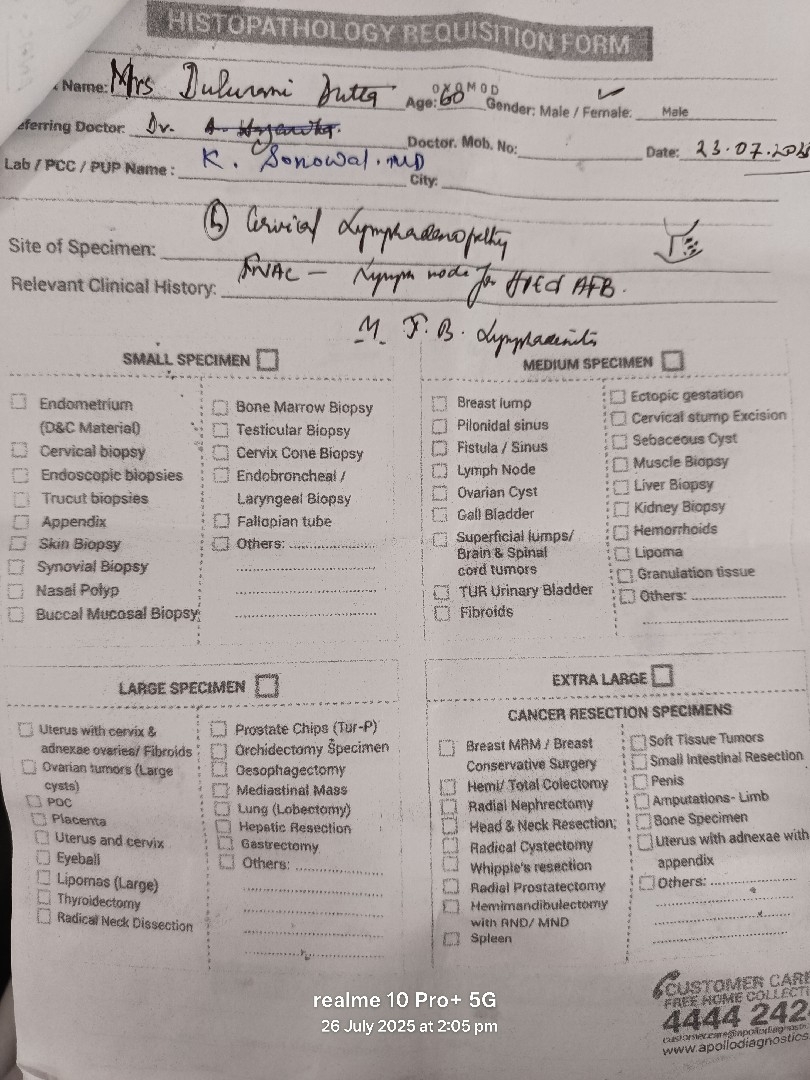 HISTOPATHOLOGY REQUISITION FORM
Name: Mrs Dulurani Dutta Age: 60 Gender: Male / Female: ✓ Male
eferring Doctor: Dr.
Doctor. Mob. No: Date: 23.07.202
Lab / PCC / PUP Name : K. Sonowal. MD
City:
Site of Specimen: Cervical Lymphadenopathy
Relevant Clinical History: FNAC - Lymph node for AFB.
T. B. Lymphadenitis
SMALL SPECIMEN
Endometrium
(D&C Material)
Cervical biopsy
Endoscopic biopsies
Trucut biopsies
Appendix
Skin Biopsy
Synovial Biopsy
Nasal Polyp
Buccal Mucosal Biopsy
Bone Marrow Biopsy
Testicular Biopsy
Cervix Cone Biopsy
Endobroncheal /
Laryngeal Biopsy
Fallopian tube
Others: ........................
MEDIUM SPECIMEN
Breast lump
Pilonidal sinus
Fistula / Sinus
Lymph Node
Ovarian Cyst
Gall Bladder
Superficial lumps/
Brain & Spinal
cord tumors
TUR Urinary Bladder
Fibroids
Ectopic gestation
Cervical stump Excision
Sebaceous Cyst
Muscle Biopsy
Liver Biopsy
Kidney Biopsy
Hemorrhoids
Lipoma
Granulation tissue
Others: ........................
LARGE SPECIMEN
Uterus with cervix &
adnexae ovaries/ Fibroids
Ovarian tumors (Large
cysts)
POC
Placenta
Uterus and cervix
Eyeball
Lipomas (Large)
Thyroidectomy
Radical Neck Dissection
Prostate Chips (Tur-P)
Orchidectomy Specimen
Oesophagectomy
Mediastinal Mass
Lung (Lobectomy)
Hepatic Resection
Gastrectomy
Others: ........................
EXTRA LARGE
CANCER RESECTION SPECIMENS
Breast MRM / Breast
Conservative Surgery
Hemi/ Total Colectomy
Radial Nephrectomy
Head & Neck Resection;
Radical Cystectomy
Whipple's resection
Radial Prostatectomy
Hemimandibulectomy
with RND/ MND
Spleen
Soft Tissue Tumors
Small Intestinal Resection
Penis
Amputations- Limb
Bone Specimen
Uterus with adnexae with
appendix
Others: ........................
CUSTOMER CARE
FREE HOME COLLECTI
4444 242
customer.care@apollodiagnostic
www.apollodiagnostics
realme 10 Pro+ 5G
26 July 2025 at 2:05 pm